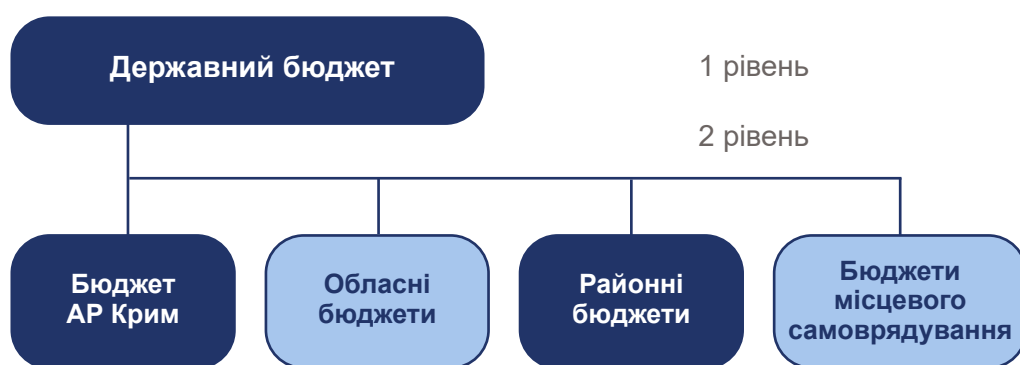 Державний бюджет
1 рівень
2 рівень
Бюджет
АР Крим
Обласні
бюджети
Районні
бюджети
Бюджети
місцевого
самоврядування